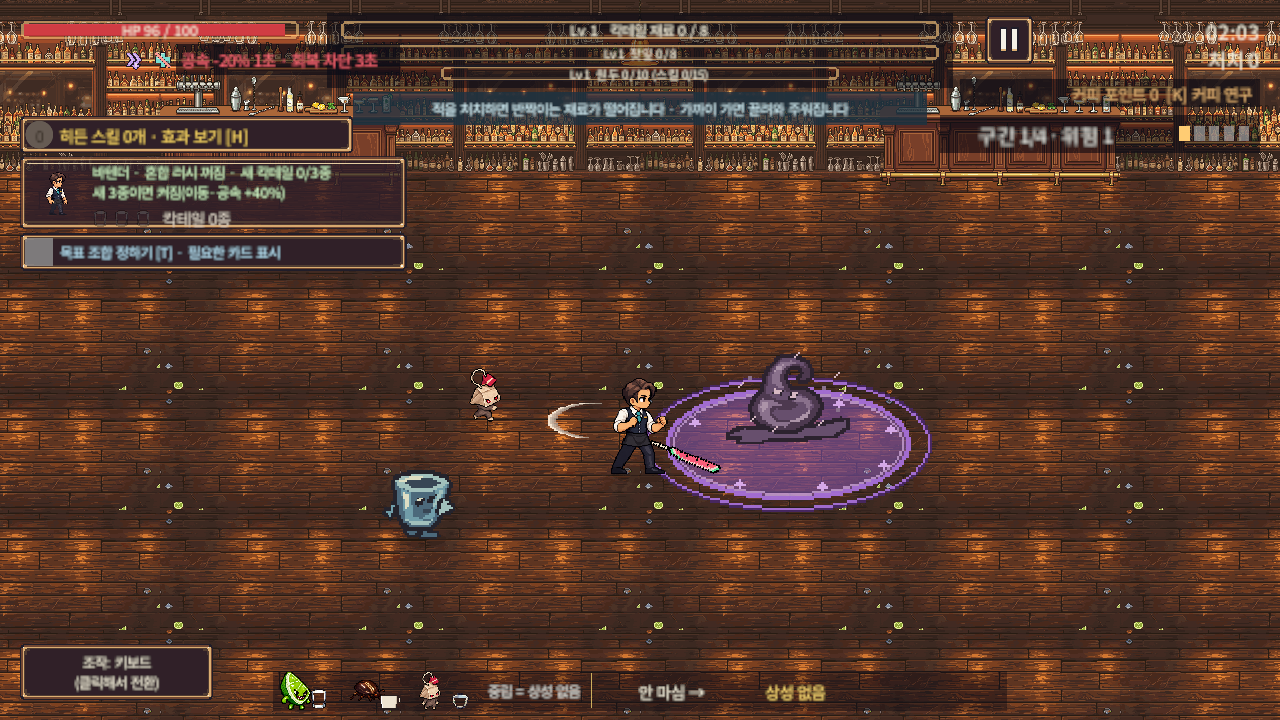 HP 96 / 100
Lv 1 칵테일 재료 0 / 8
02:03
Lv1 0/8
공속 -20% 1초 · 회복 차단 3초
처치 0
Lv1 원두 0/10 (스킬 0/15)
포인트 0 [K] 커피 연구
적을 처치하면 반짝이는 재료가 떨어집니다 · 가까이 가면 끌려와 주워집니다
0 히든 스킬 0개 · 효과 보기 [H]
구간 1/4 · 위험 1
바텐더 · 혼합 러시 꺼짐 · 새 칵테일 0/3종
새 3종이면 켜짐(이동·공속 +40%)
칵테일 0종
목표 조합 정하기 [T] · 필요한 카드 표시
조작: 키보드
(클릭해서 전환)
중립 = 상성 없음
안 마심 →
상성 없음